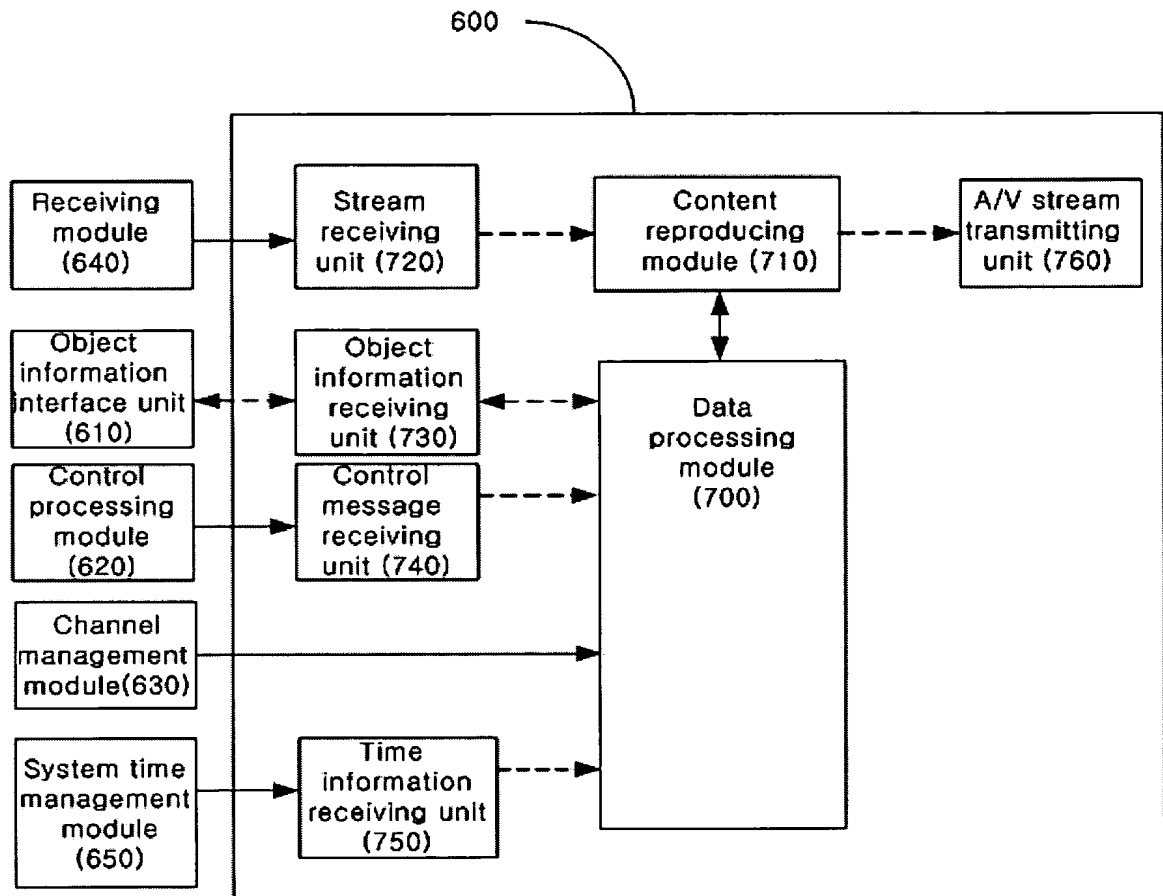 600
Receiving
module
(640)
Stream
receiving
unit (720)
Content
reproducing
module (710)
A/V stream
transmitting
unit (760)
Object
information
interface unit
(610)
Object
information
receiving
unit (730)
Data
processing
module
(700)
Control
processing
module
(620)
Control
message
receiving
unit (740)
Channel
management
module(630)
System time
management
module
(650)
Time
information
receiving unit
(750)